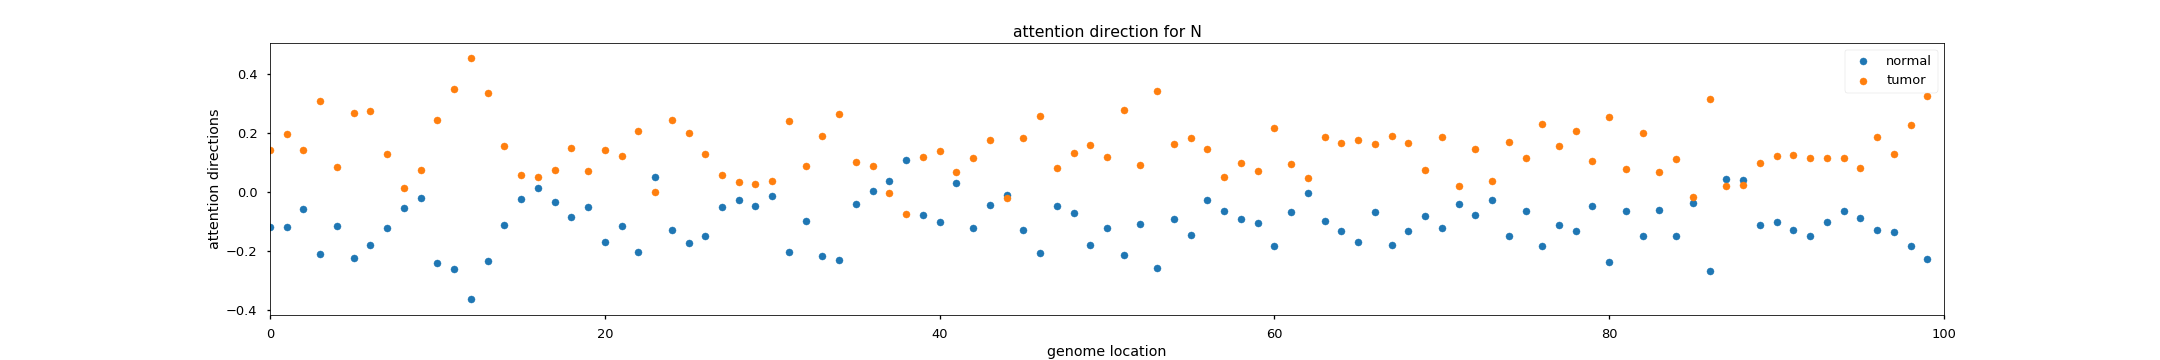 attention direction for N
normal
tumor
attention directions
0.4
0.2
0.0
−0.2
−0.4
0 20 40 60 80 100
genome location